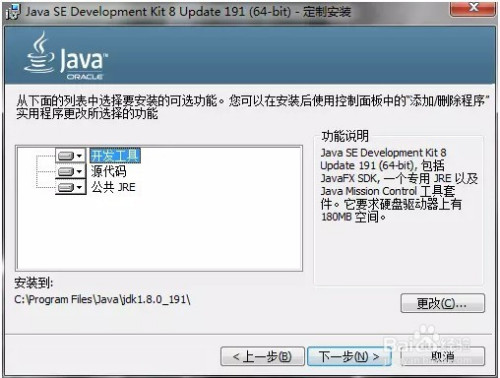 Java SE Development Kit 8 Update 191 (64-bit) - 定制安装
Java
ORACLE
从下面的列表中选择要安装的可选功能。您可以在安装后使用控制面板中的"添加/删除程序"
实用程序更改所选择的功能
开发工具
源代码
公共 JRE
功能说明
Java SE Development Kit 8
Update 191 (64-bit), 包括
JavaFX SDK, 一个专用 JRE 以及
Java Mission Control 工具套
件。它要求硬盘驱动器上有
180MB 空间。
安装到:
C:\Program Files\Java\jdk1.8.0_191\
更改(C)...
<上一步(B)
下一步(N) >
取消